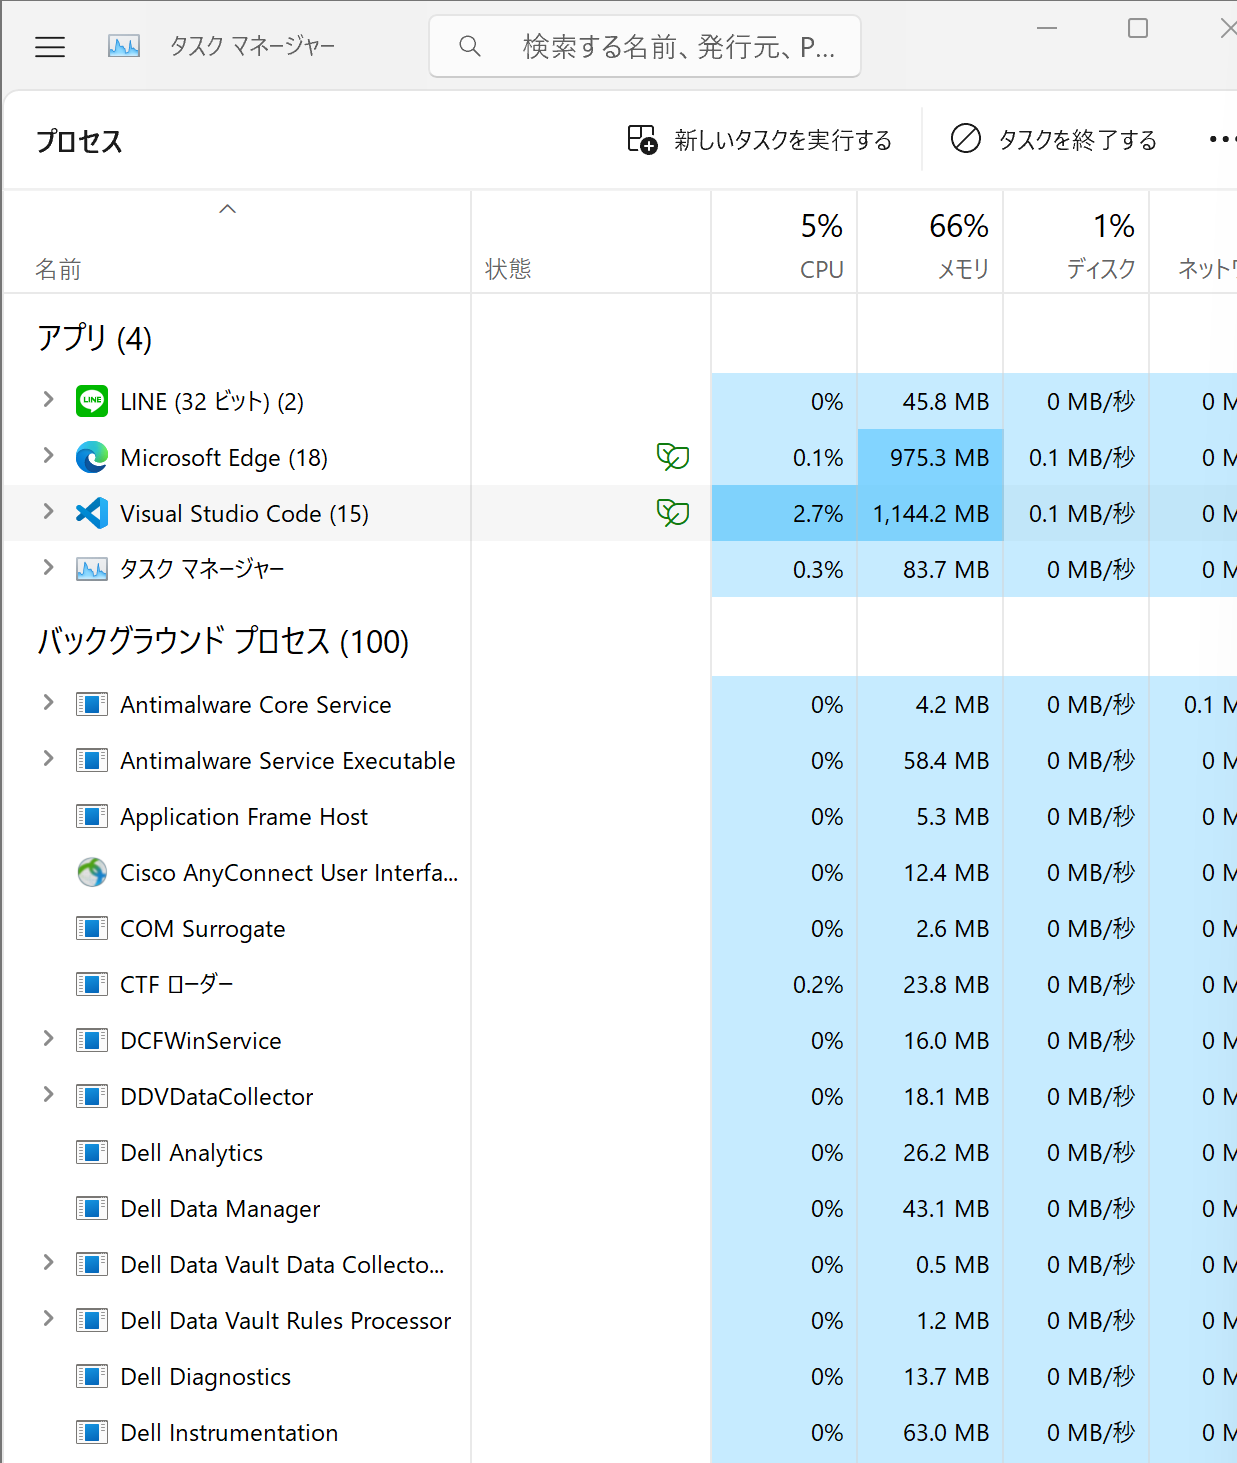 タスク マネージャー
検索する名前、発行元、P...
プロセス
新しいタスクを実行する
タスクを終了する
5% 66% 1%
名前 状態 CPU メモリ ディスク ネットワ
アプリ (4)
LINE (32 ビット) (2) 0% 45.8 MB 0 MB/秒 0 M
Microsoft Edge (18) 0.1% 975.3 MB 0.1 MB/秒 0 M
Visual Studio Code (15) 2.7% 1,144.2 MB 0.1 MB/秒 0 M
タスク マネージャー 0.3% 83.7 MB 0 MB/秒 0 M
バックグラウンド プロセス (100)
Antimalware Core Service 0% 4.2 MB 0 MB/秒 0.1 M
Antimalware Service Executable 0% 58.4 MB 0 MB/秒 0 M
Application Frame Host 0% 5.3 MB 0 MB/秒 0 M
Cisco AnyConnect User Interfa... 0% 12.4 MB 0 MB/秒 0 M
COM Surrogate 0% 2.6 MB 0 MB/秒 0 M
CTF ローダー 0.2% 23.8 MB 0 MB/秒 0 M
DCFWinService 0% 16.0 MB 0 MB/秒 0 M
DDVDataCollector 0% 18.1 MB 0 MB/秒 0 M
Dell Analytics 0% 26.2 MB 0 MB/秒 0 M
Dell Data Manager 0% 43.1 MB 0 MB/秒 0 M
Dell Data Vault Data Collecto... 0% 0.5 MB 0 MB/秒 0 M
Dell Data Vault Rules Processor 0% 1.2 MB 0 MB/秒 0 M
Dell Diagnostics 0% 13.7 MB 0 MB/秒 0 M
Dell Instrumentation 0% 63.0 MB 0 MB/秒 0 M